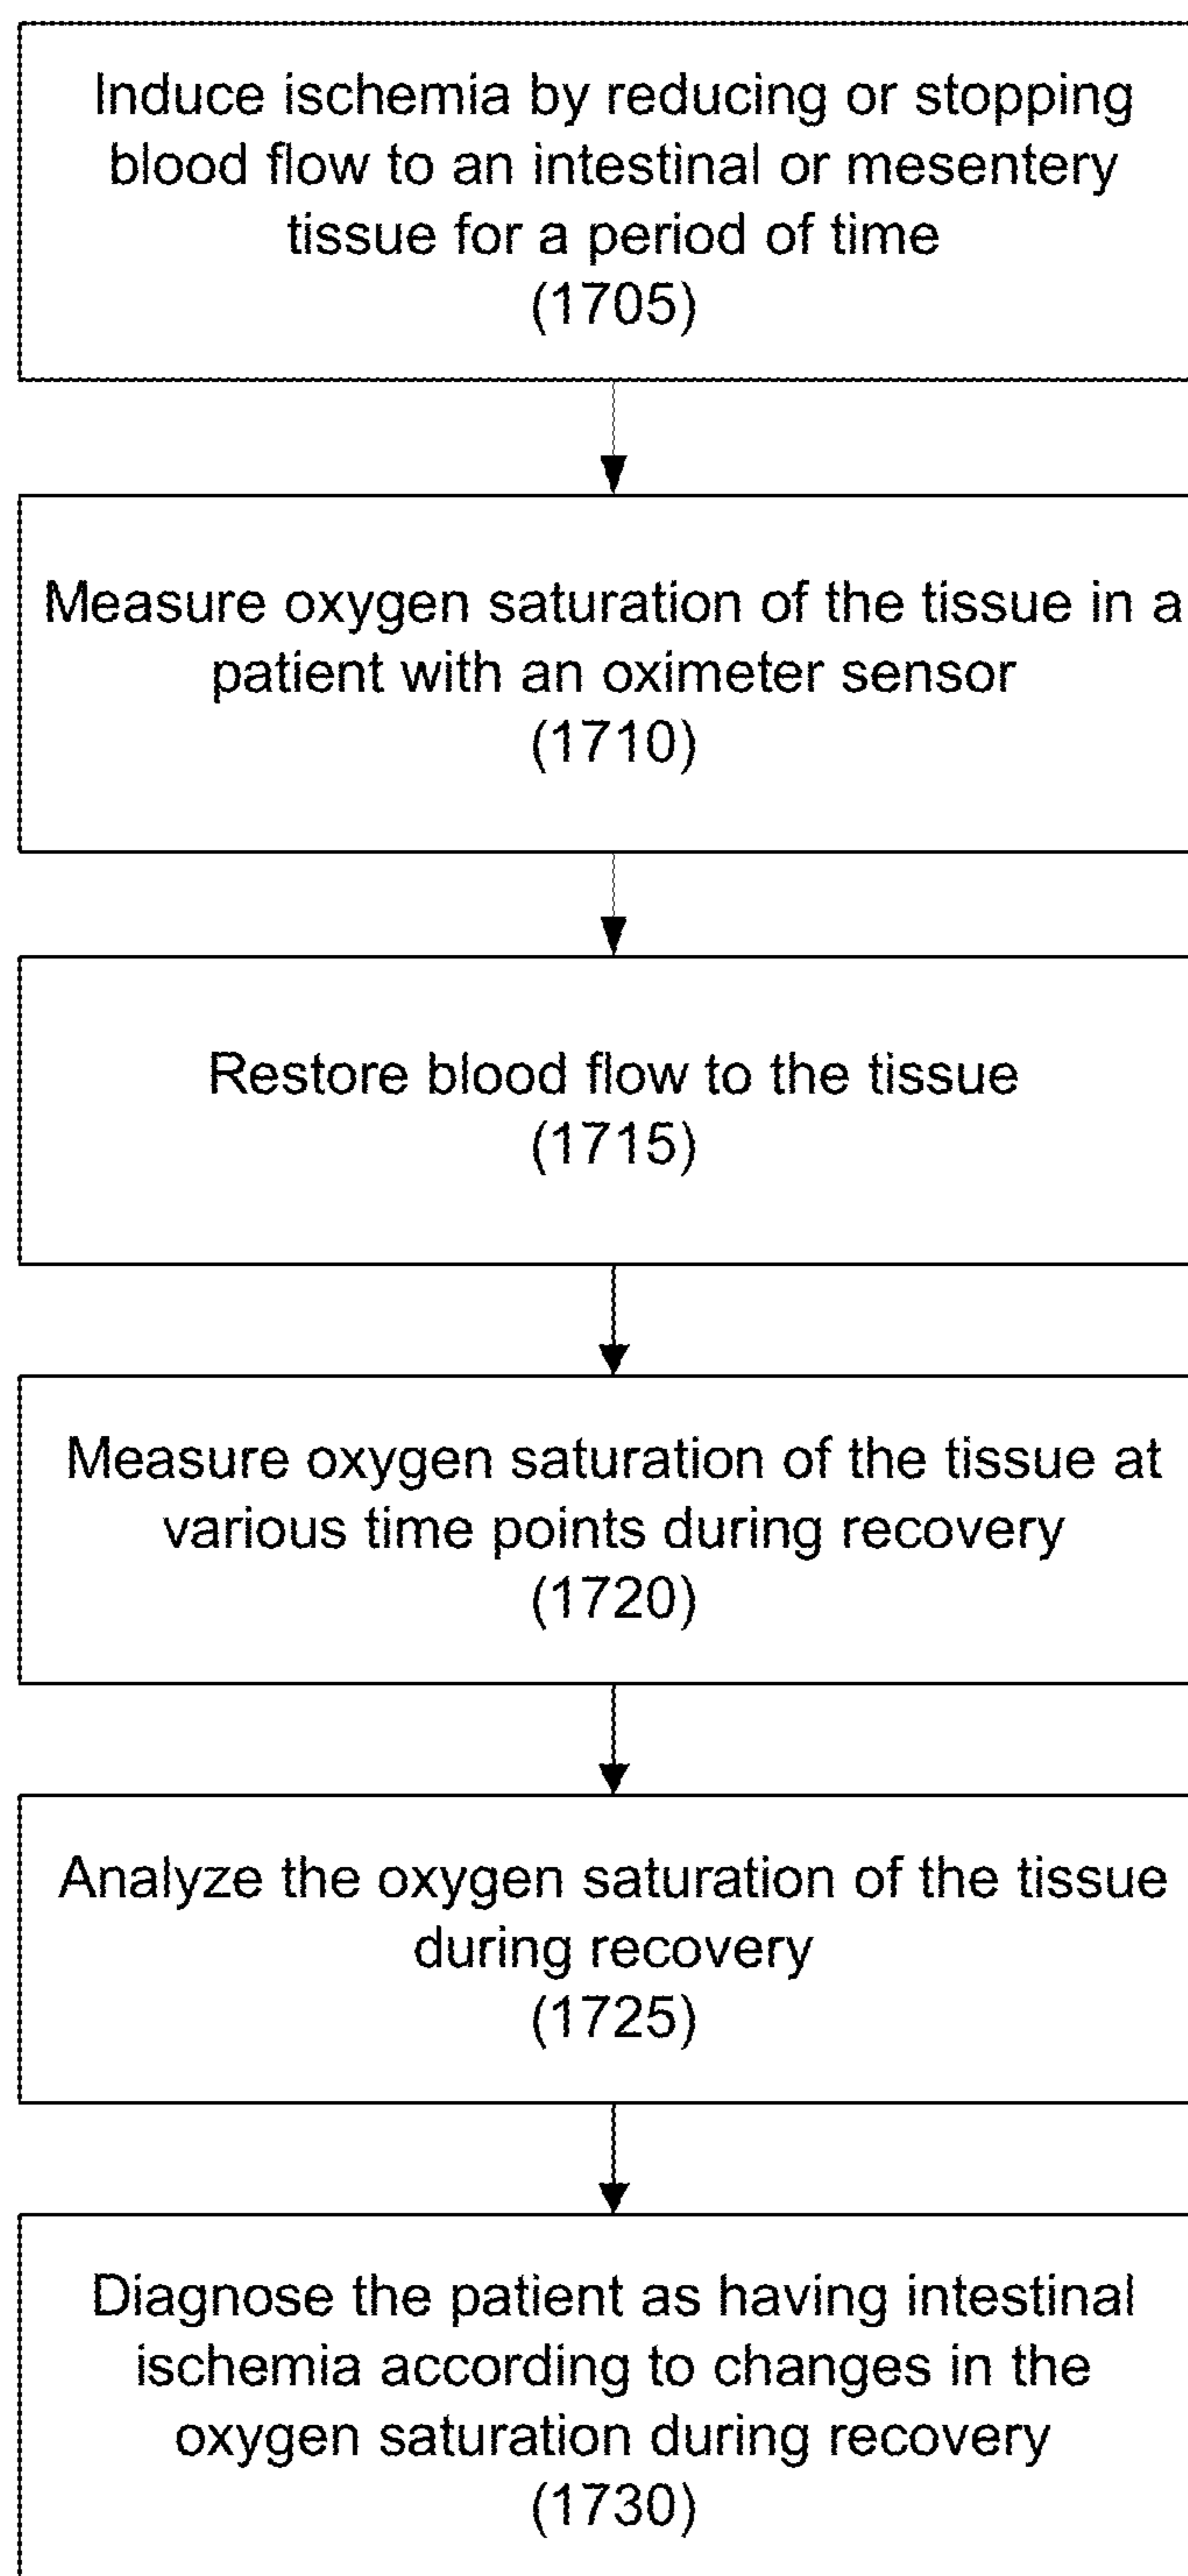 Induce ischemia by reducing or stopping
blood flow to an intestinal or mesentery
tissue for a period of time
(1705)
Measure oxygen saturation of the tissue in a
patient with an oximeter sensor
(1710)
Restore blood flow to the tissue
(1715)
Measure oxygen saturation of the tissue at
various time points during recovery
(1720)
Analyze the oxygen saturation of the tissue
during recovery
(1725)
Diagnose the patient as having intestinal
ischemia according to changes in the
oxygen saturation during recovery
(1730)